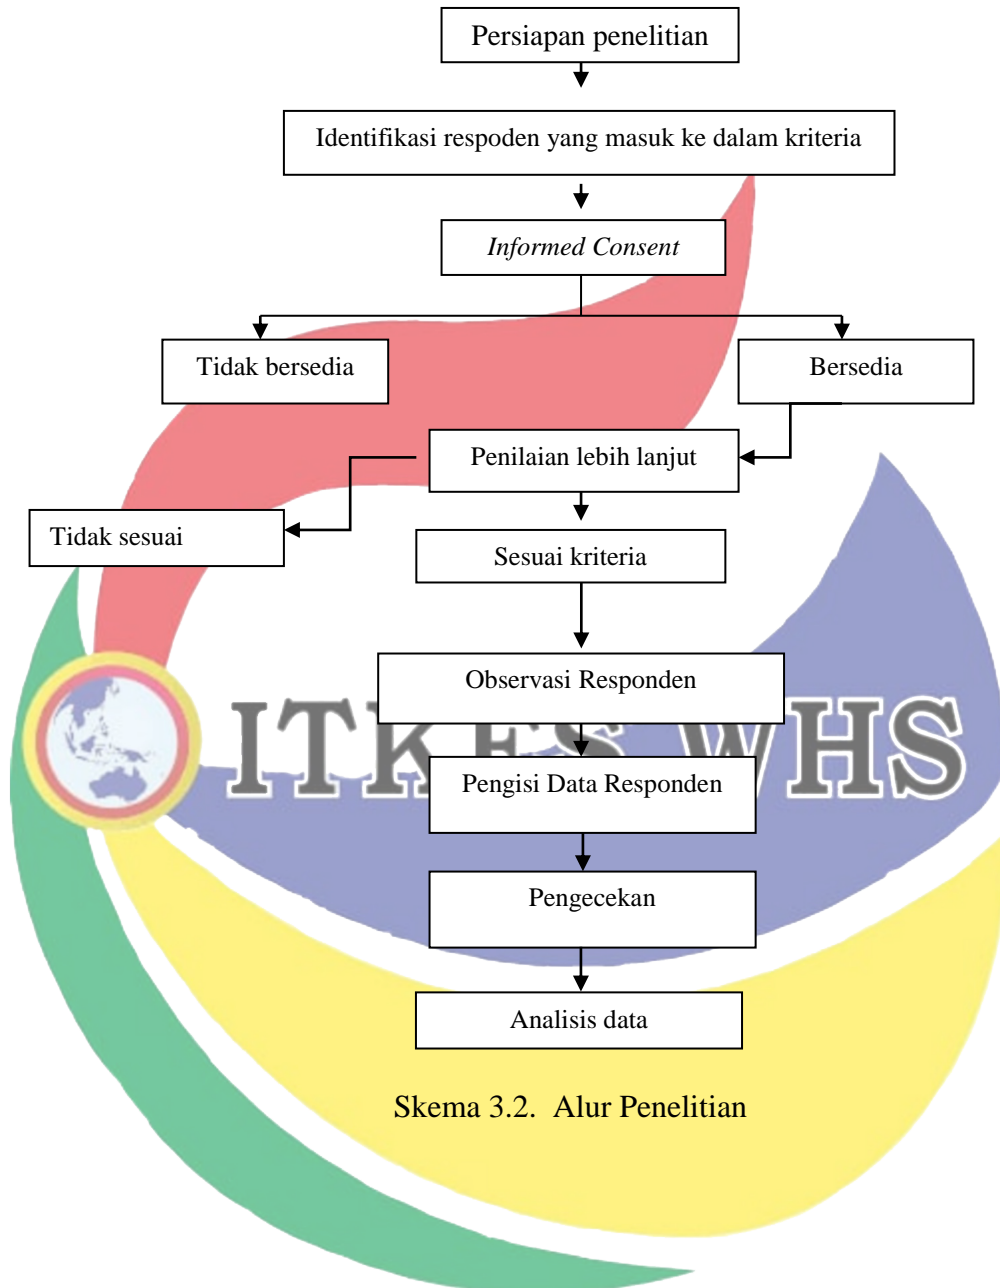 Persiapan penelitian
Identifikasi respoden yang masuk ke dalam kriteria
Informed Consent
Tidak bersedia
Bersedia
Penilaian lebih lanjut
Tidak sesuai
Sesuai kriteria
Observasi Responden
ITKES WHS
Pengisi Data Responden
Pengecekan
Analisis data
Skema 3.2. Alur Penelitian